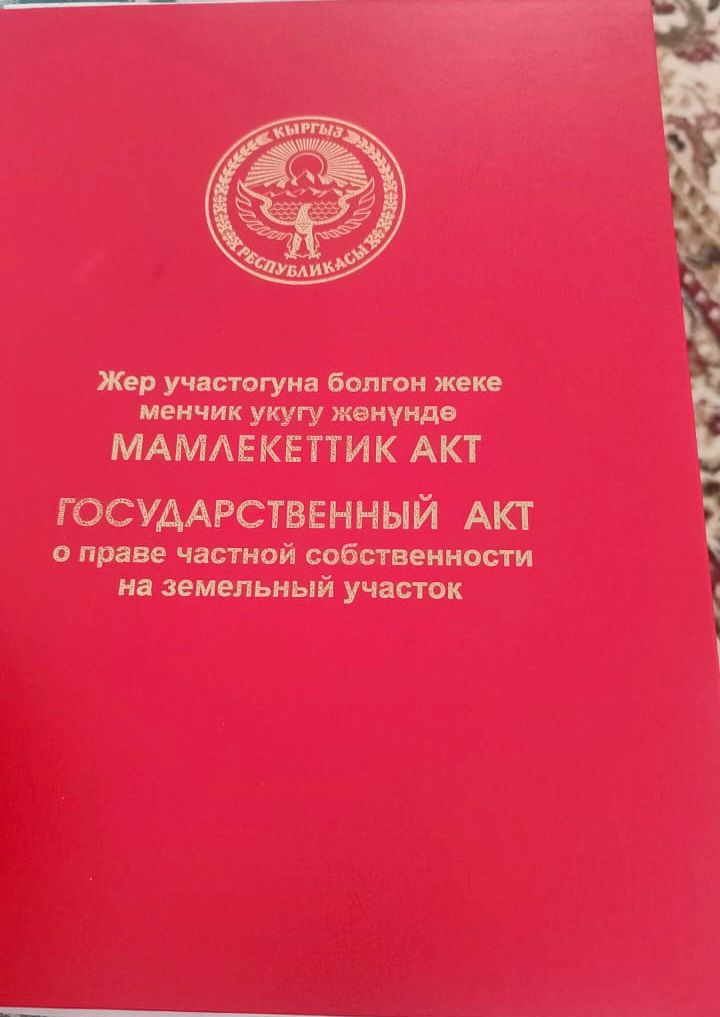 КЫРГЫЗ
РЕСПУБЛИКАСЫ
Жер участогуна болгон жеке
менчик укугу жөнүндө
МАМЛЕКЕТТИК АКТ
ГОСУДАРСТВЕННЫЙ АКТ
о праве частной собственности
на земельный участок